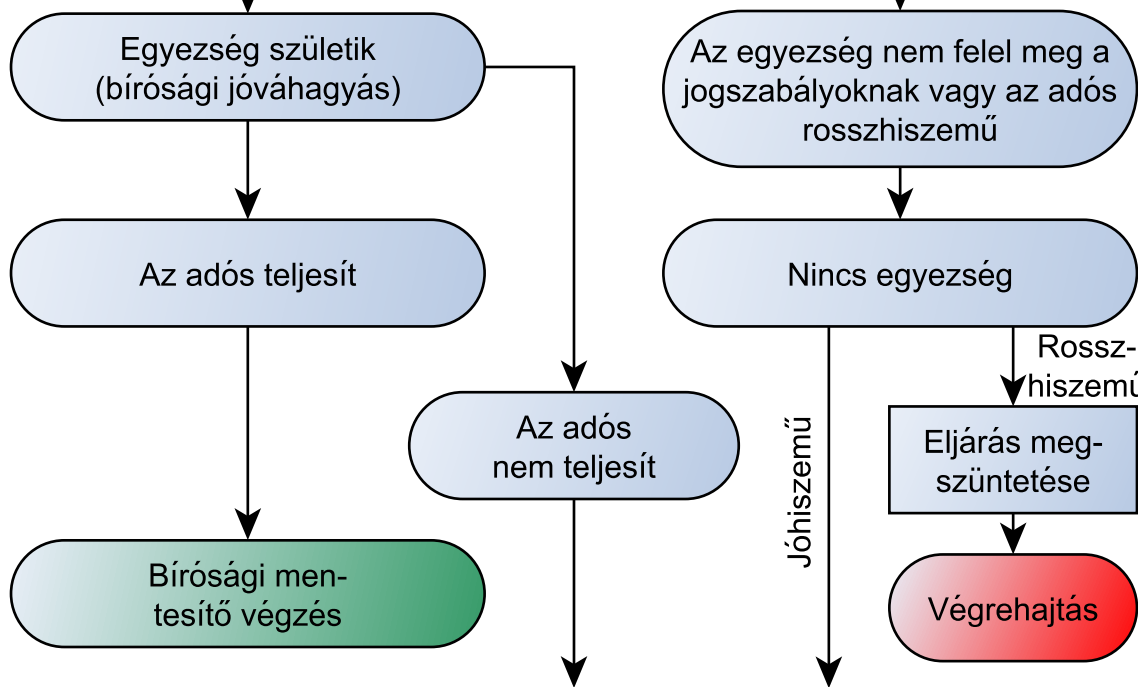 Egyezség születik
(bírósági jóváhagyás)
Az egyezség nem felel meg a
jogszabályoknak vagy az adós
rosszhiszemű
Az adós teljesít
Nincs egyezség
Rossz-
hiszemű
Az adós
nem teljesít
Jóhiszemű
Eljárás meg-
szüntetése
Bírósági men-
tesítő végzés
Végrehajtás